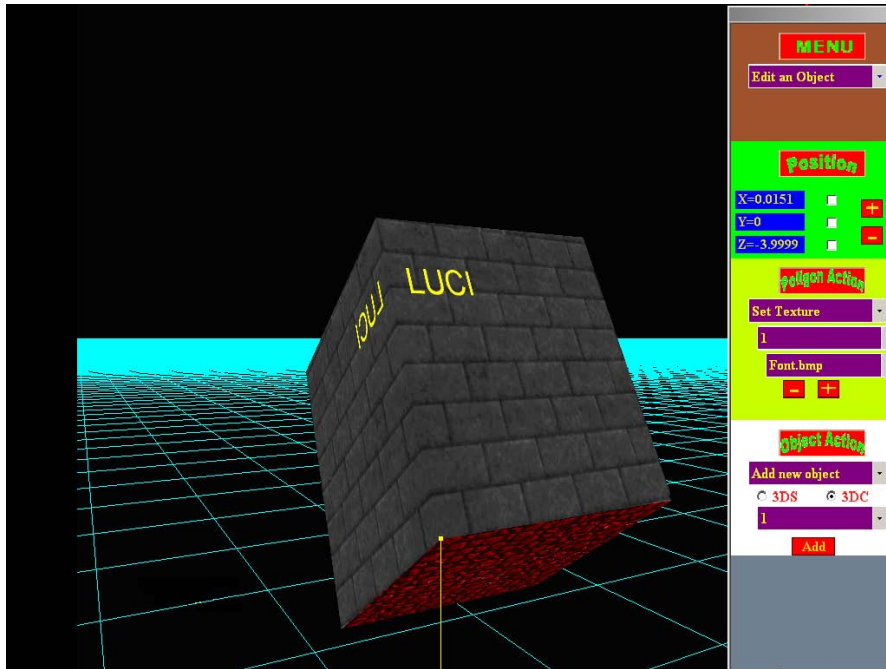 MENU
Edit an Object
Position
X=0.0151
Y=0
Z=-3.9999
+
-
Poligon Action
Set Texture
1
Font.bmp
- +
Object Action
Add new object
3DS 3DC
1
Add
LUCI
LUCI